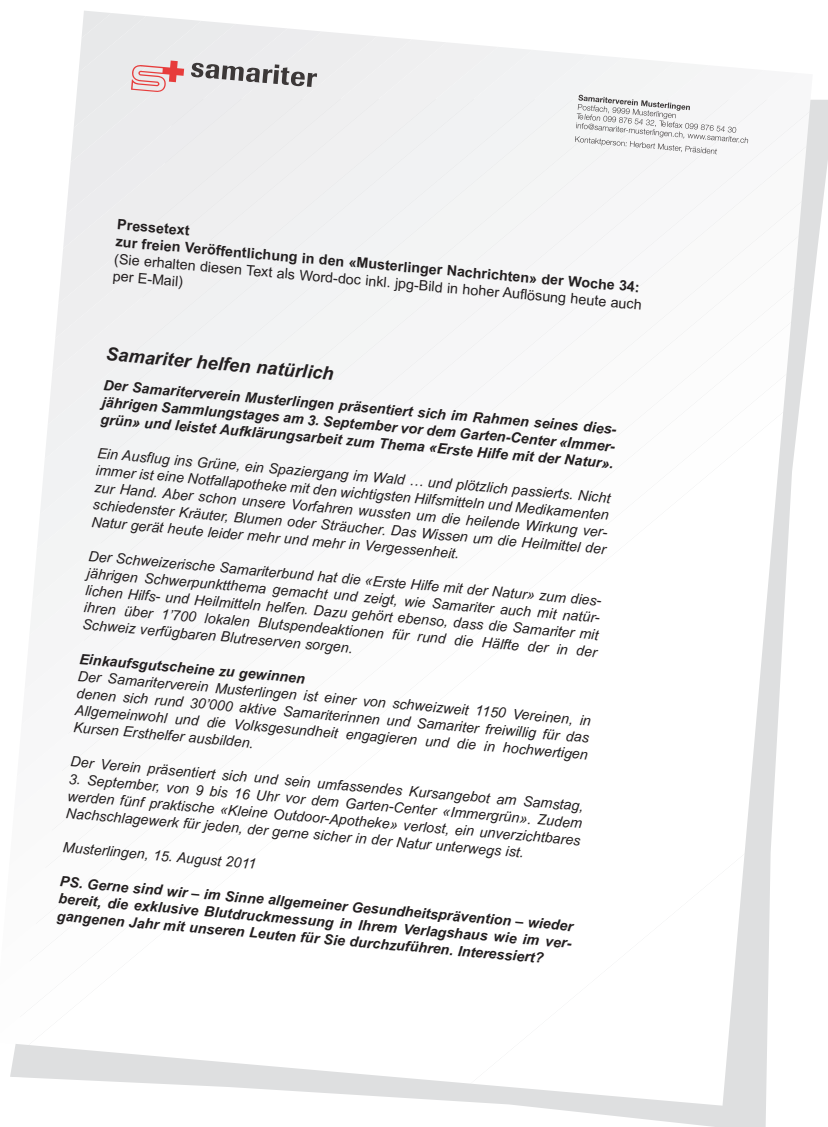 samariter
Samariterverein Musterlingen
Postfach, 9999 Musterlingen
Telefon 099 876 54 32, Telefax 099 876 54 30
info@samariter-musterlingen.ch, www.samariter.ch
Kontaktperson: Herbert Muster, Präsident
Pressetext
zur freien Veröffentlichung in den «Musterlinger Nachrichten» der Woche 34:
(Sie erhalten diesen Text als Word-doc inkl. jpg-Bild in hoher Auflösung heute auch
per E-Mail)
Samariter helfen natürlich
Der Samariterverein Musterlingen präsentiert sich im Rahmen seines dies-
jährigen Sammlungstages am 3. September vor dem Garten-Center «Immer-
grün» und leistet Aufklärungsarbeit zum Thema «Erste Hilfe mit der Natur».
Ein Ausflug ins Grüne, ein Spaziergang im Wald … und plötzlich passierts. Nicht
immer ist eine Notfallapotheke mit den wichtigsten Hilfsmitteln und Medikamenten
zur Hand. Aber schon unsere Vorfahren wussten um die heilende Wirkung ver-
schiedenster Kräuter, Blumen oder Sträucher. Das Wissen um die Heilmittel der
Natur gerät heute leider mehr und mehr in Vergessenheit.
Der Schweizerische Samariterbund hat die «Erste Hilfe mit der Natur» zum dies-
jährigen Schwerpunktthema gemacht und zeigt, wie Samariter auch mit natür-
lichen Hilfs- und Heilmitteln helfen. Dazu gehört ebenso, dass die Samariter mit
ihren über 1’700 lokalen Blutspendeaktionen für rund die Hälfte der in der
Schweiz verfügbaren Blutreserven sorgen.
Einkaufsgutscheine zu gewinnen
Der Samariterverein Musterlingen ist einer von schweizweit 1150 Vereinen, in
denen sich rund 30’000 aktive Samariterinnen und Samariter freiwillig für das
Allgemeinwohl und die Volksgesundheit engagieren und die in hochwertigen
Kursen Ersthelfer ausbilden.
Der Verein präsentiert sich und sein umfassendes Kursangebot am Samstag,
3. September, von 9 bis 16 Uhr vor dem Garten-Center «Immergrün». Zudem
werden fünf praktische «Kleine Outdoor-Apotheke» verlost, ein unverzichtbares
Nachschlagewerk für jeden, der gerne sicher in der Natur unterwegs ist.
Musterlingen, 15. August 2011
PS. Gerne sind wir – im Sinne allgemeiner Gesundheitsprävention – wieder
bereit, die exklusive Blutdruckmessung in Ihrem Verlagshaus wie im ver-
gangenen Jahr mit unseren Leuten für Sie durchzuführen. Interessiert?